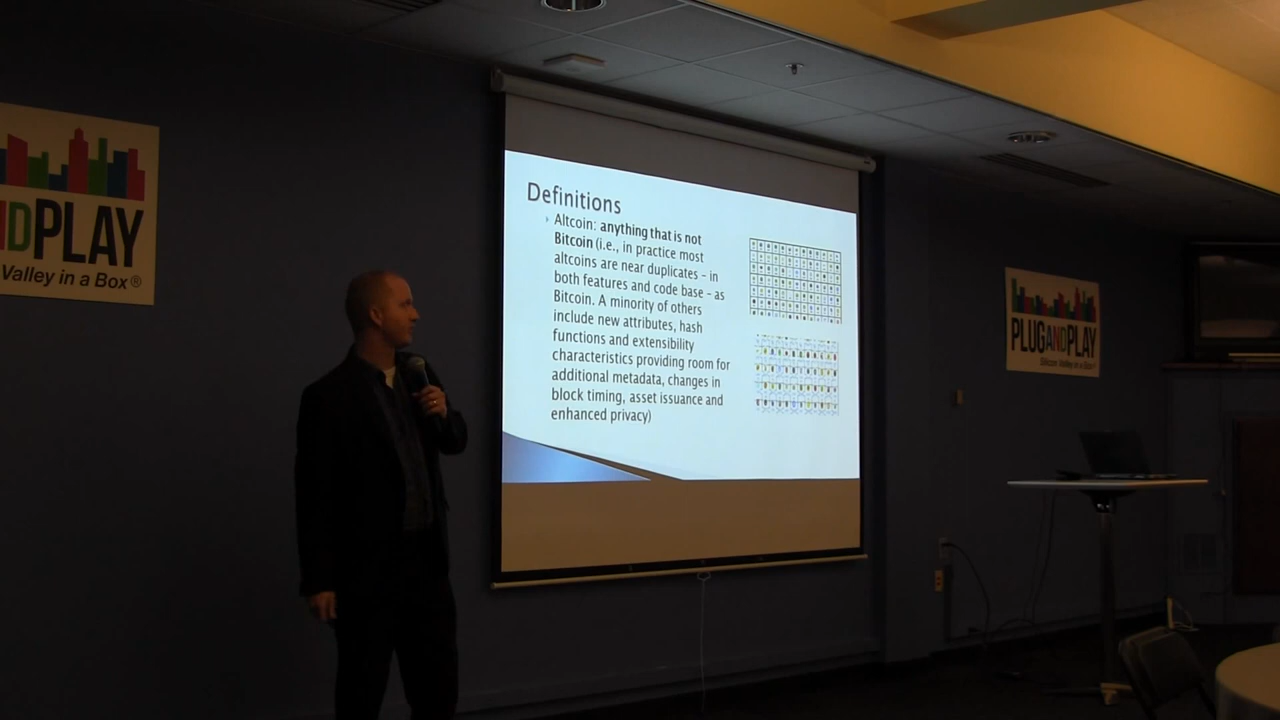 NDPLAY
Valley in a Box®
Definitions
Altcoin: anything that is not
Bitcoin (i.e., in practice most
altcoins are near duplicates – in
both features and code base – as
Bitcoin. A minority of others
include new attributes, hash
functions and extensibility
characteristics providing room for
additional metadata, changes in
block timing, asset issuance and
enhanced privacy)
PLUGANDPLAY
Silicon Valley in a Box®